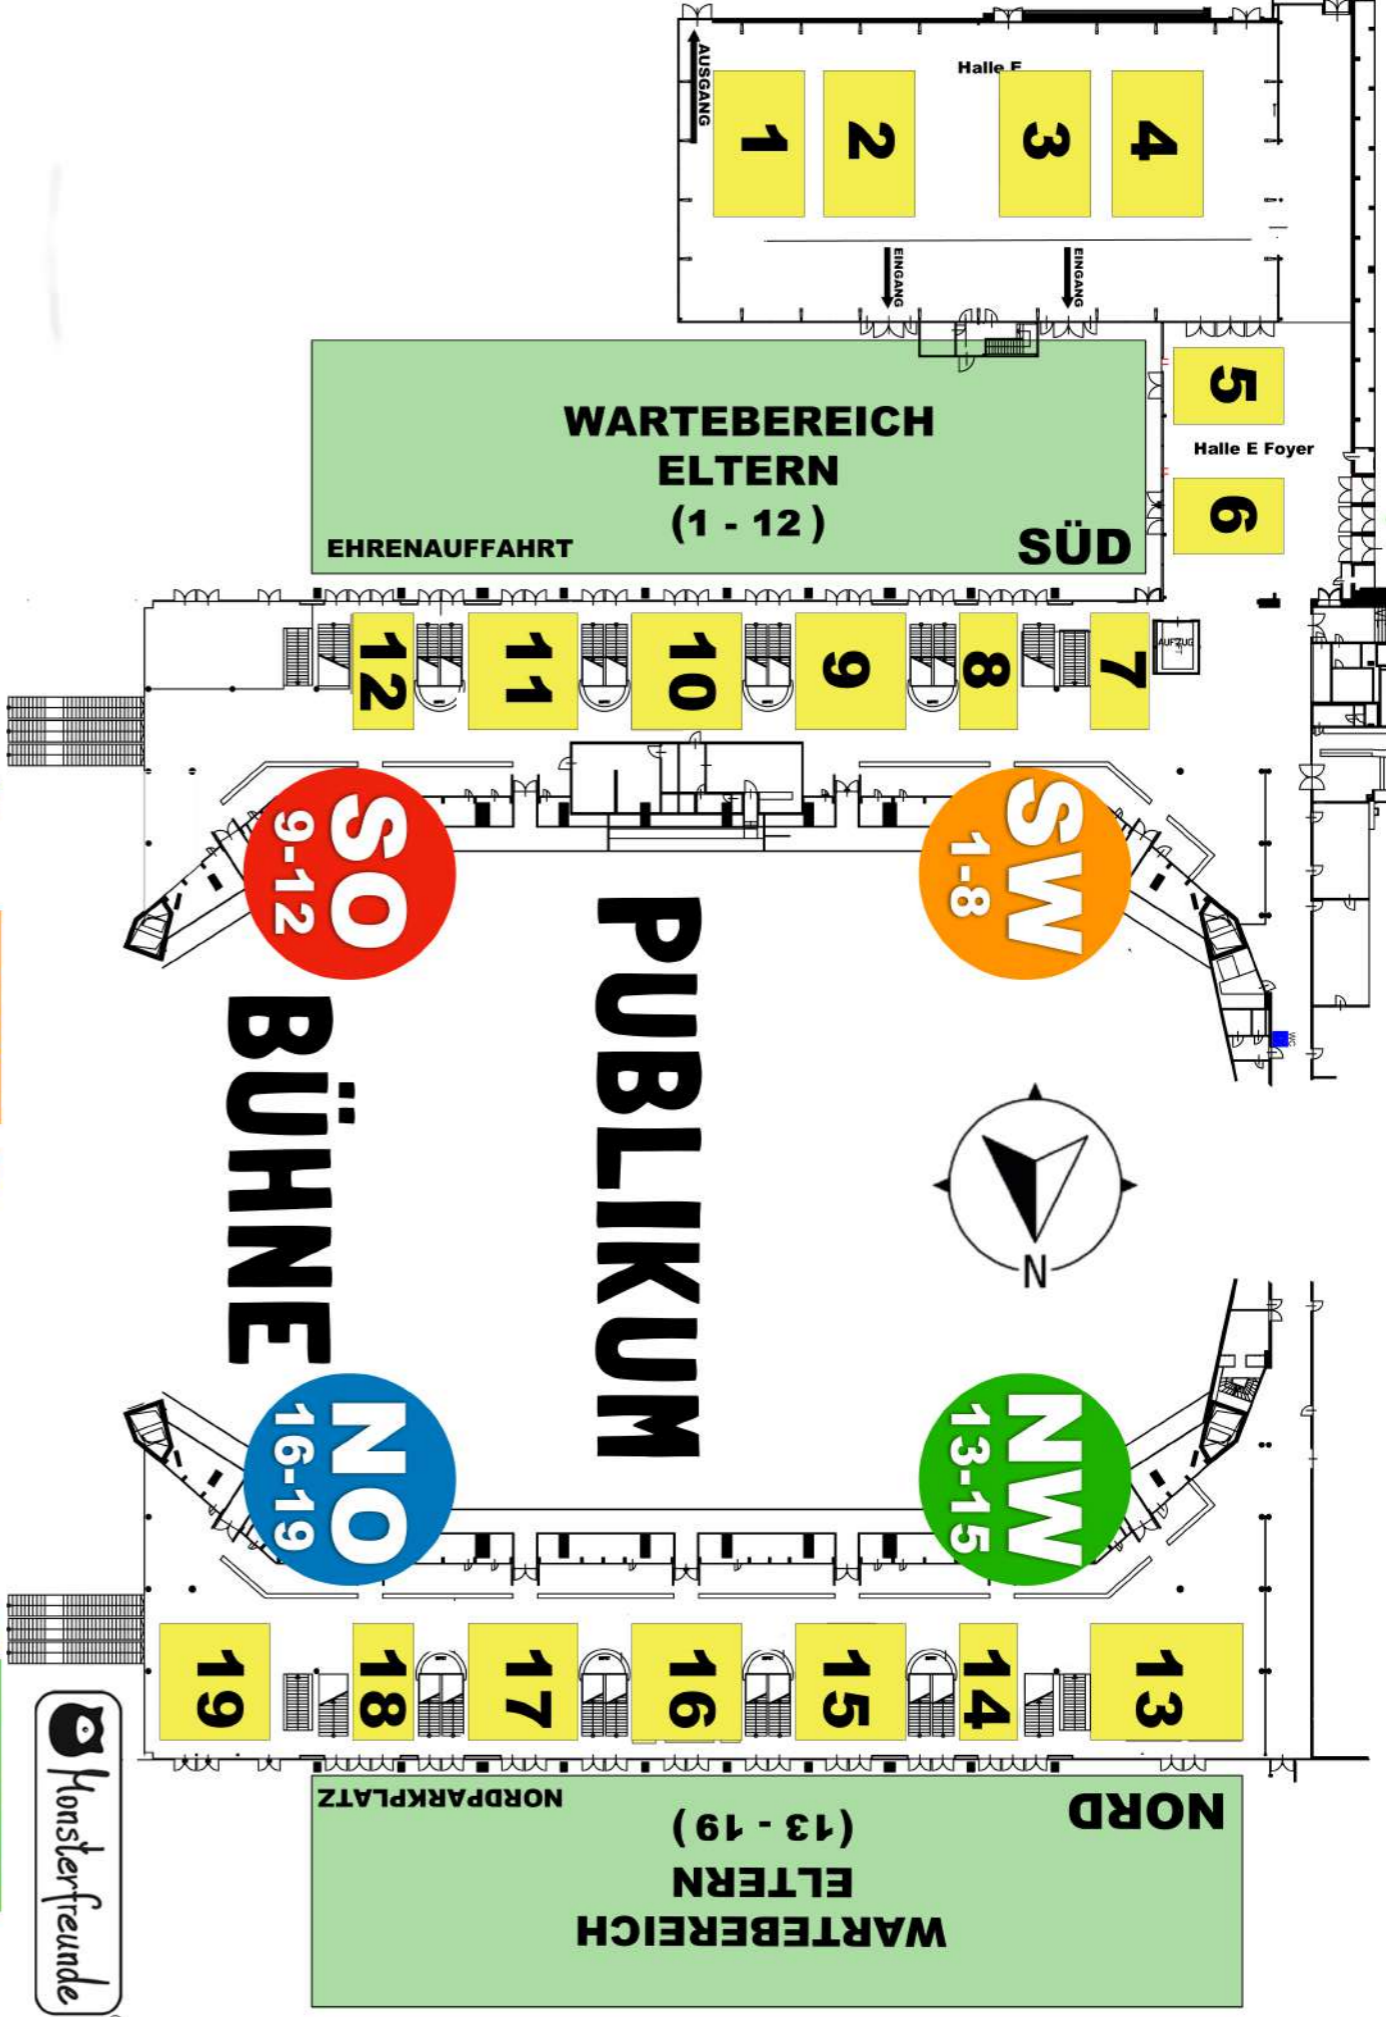 Halle E
AUSGANG
1
2
3
4
EINGANG
EINGANG
5
Halle E Foyer
6
WARTEBEREICH
ELTERN
(1 - 12 )
EHRENAUFFAHRT
SÜD
12
11
10
9
8
7
AUFZUG
SO
9-12
SW
1-8
PUBLIKUM
BÜHNE
WC
N
NO
16-19
NW
13-15
19
18
17
16
15
14
13
NORDPARKPLATZ
NORD
WARTEBEREICH
ELTERN
(13 - 19 )
Monsterfreunde